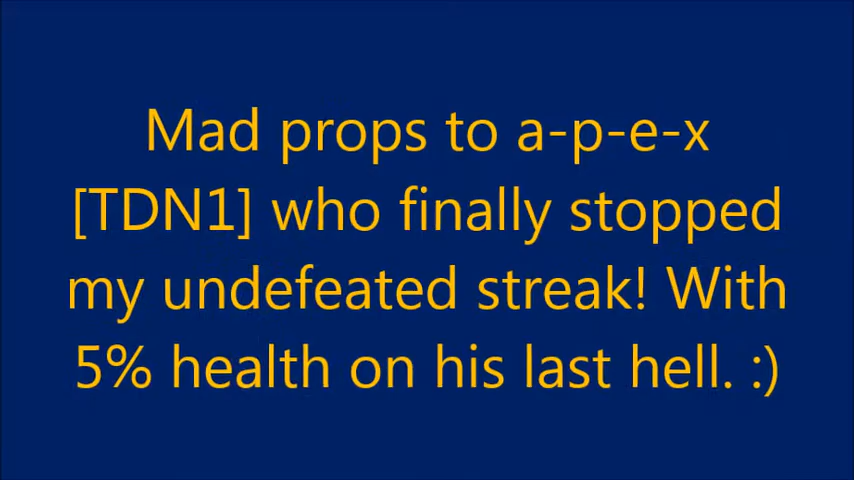 Mad props to a-p-e-x
[TDN1] who finally stopped
my undefeated streak! With
5% health on his last hell. :)